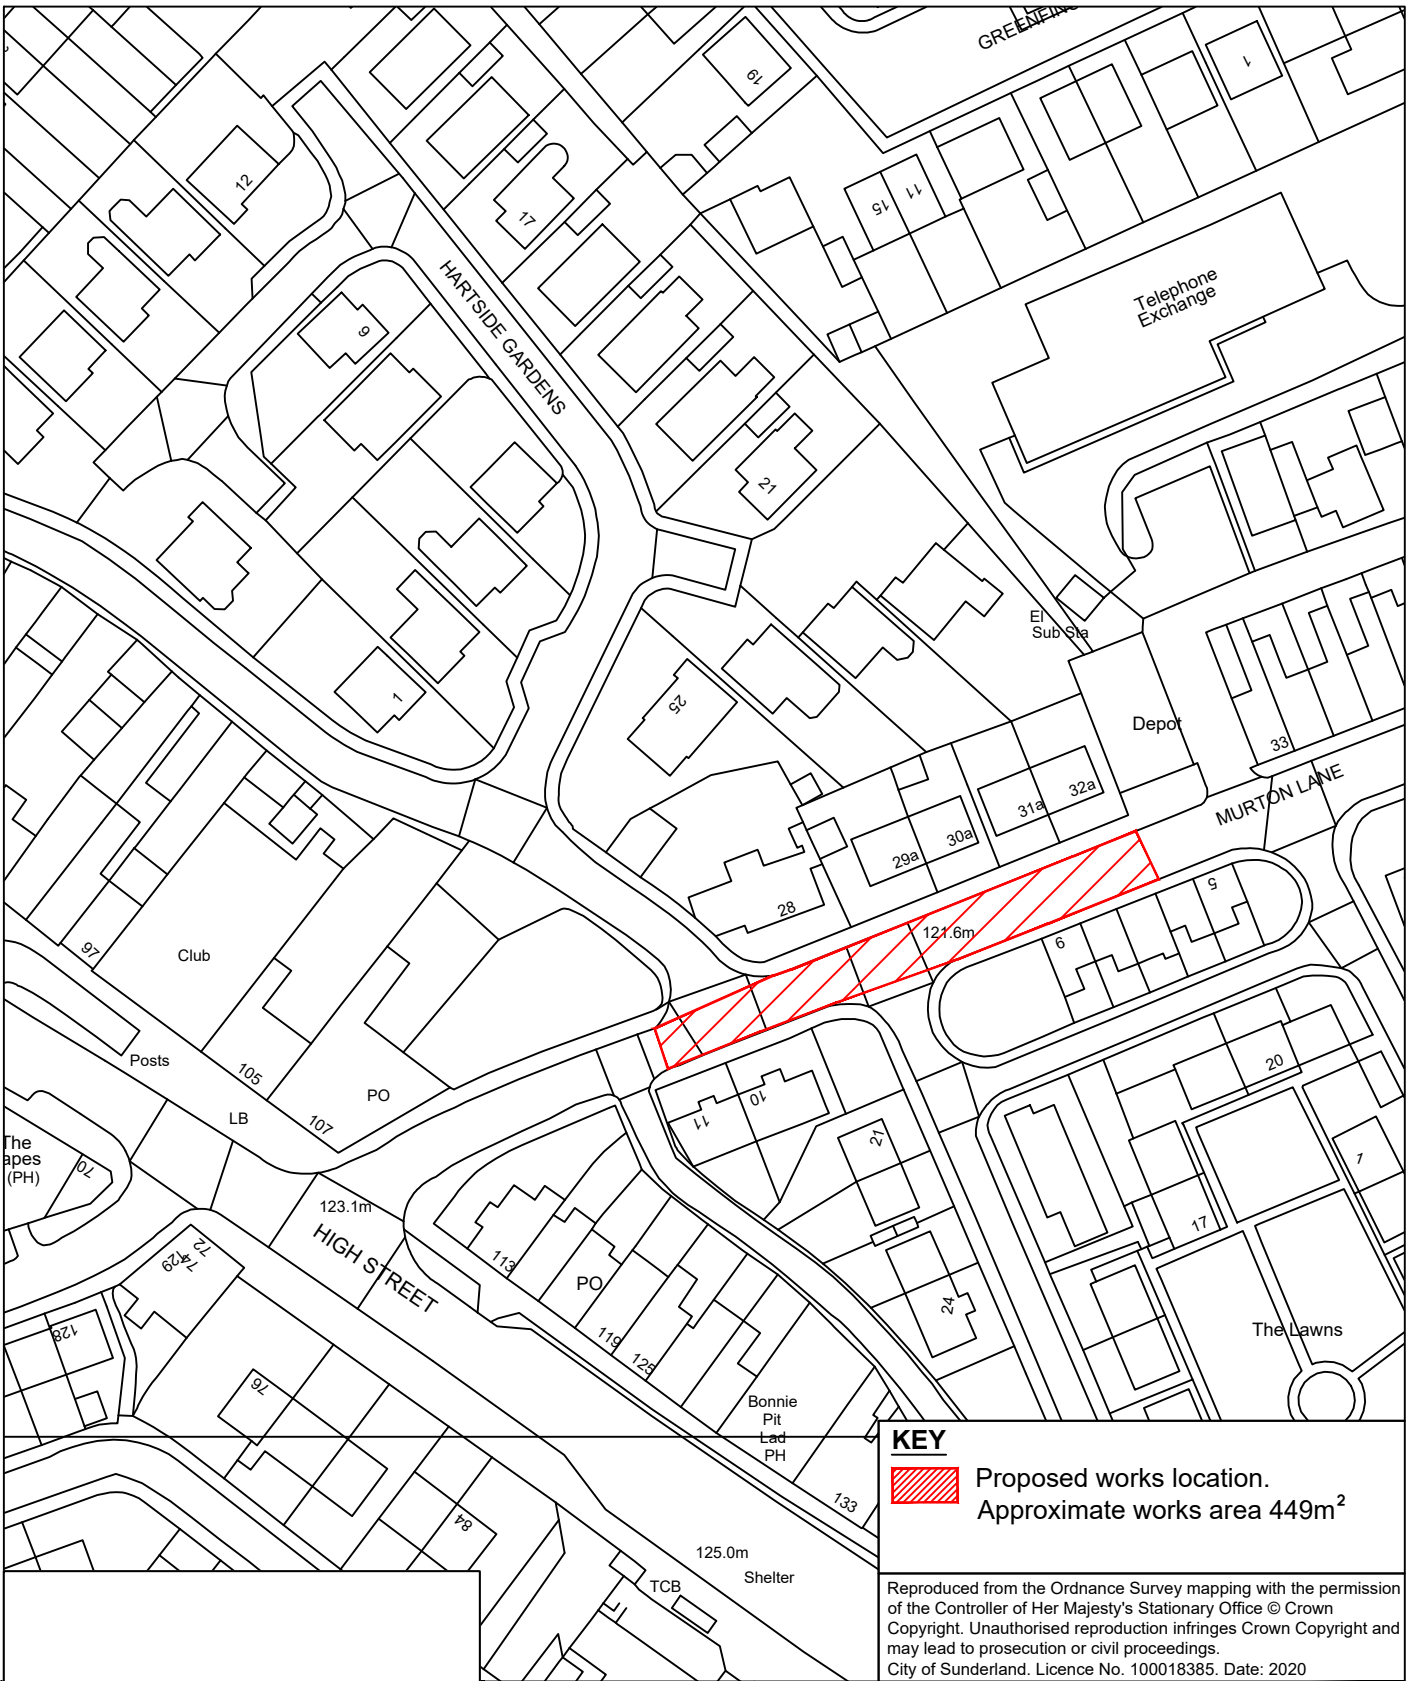 GREENFIN
19
1
12
17
15
11
Telephone
Exchange
9
HARTSIDE GARDENS
21
El
Sub Sta
1
25
Depot
33
MURTON LANE
31a
32a
29a
30a
28
5
121.6m
9
97
Club
Posts
105
PO
LB
107
10
11
21
20
1
The
apes
(PH)
70
17
123.1m
HIGH STREET
72
74
129
113
PO
24
119
125
The Lawns
128
76
Bonnie
Pit
Lad
PH
133
84
125.0m
Shelter
TCB
KEY
Proposed works location.
Approximate works area 449m²
Reproduced from the Ordnance Survey mapping with the permission
of the Controller of Her Majesty's Stationary Office © Crown
Copyright. Unauthorised reproduction infringes Crown Copyright and
may lead to prosecution or civil proceedings.
City of Sunderland. Licence No. 100018385. Date: 2020